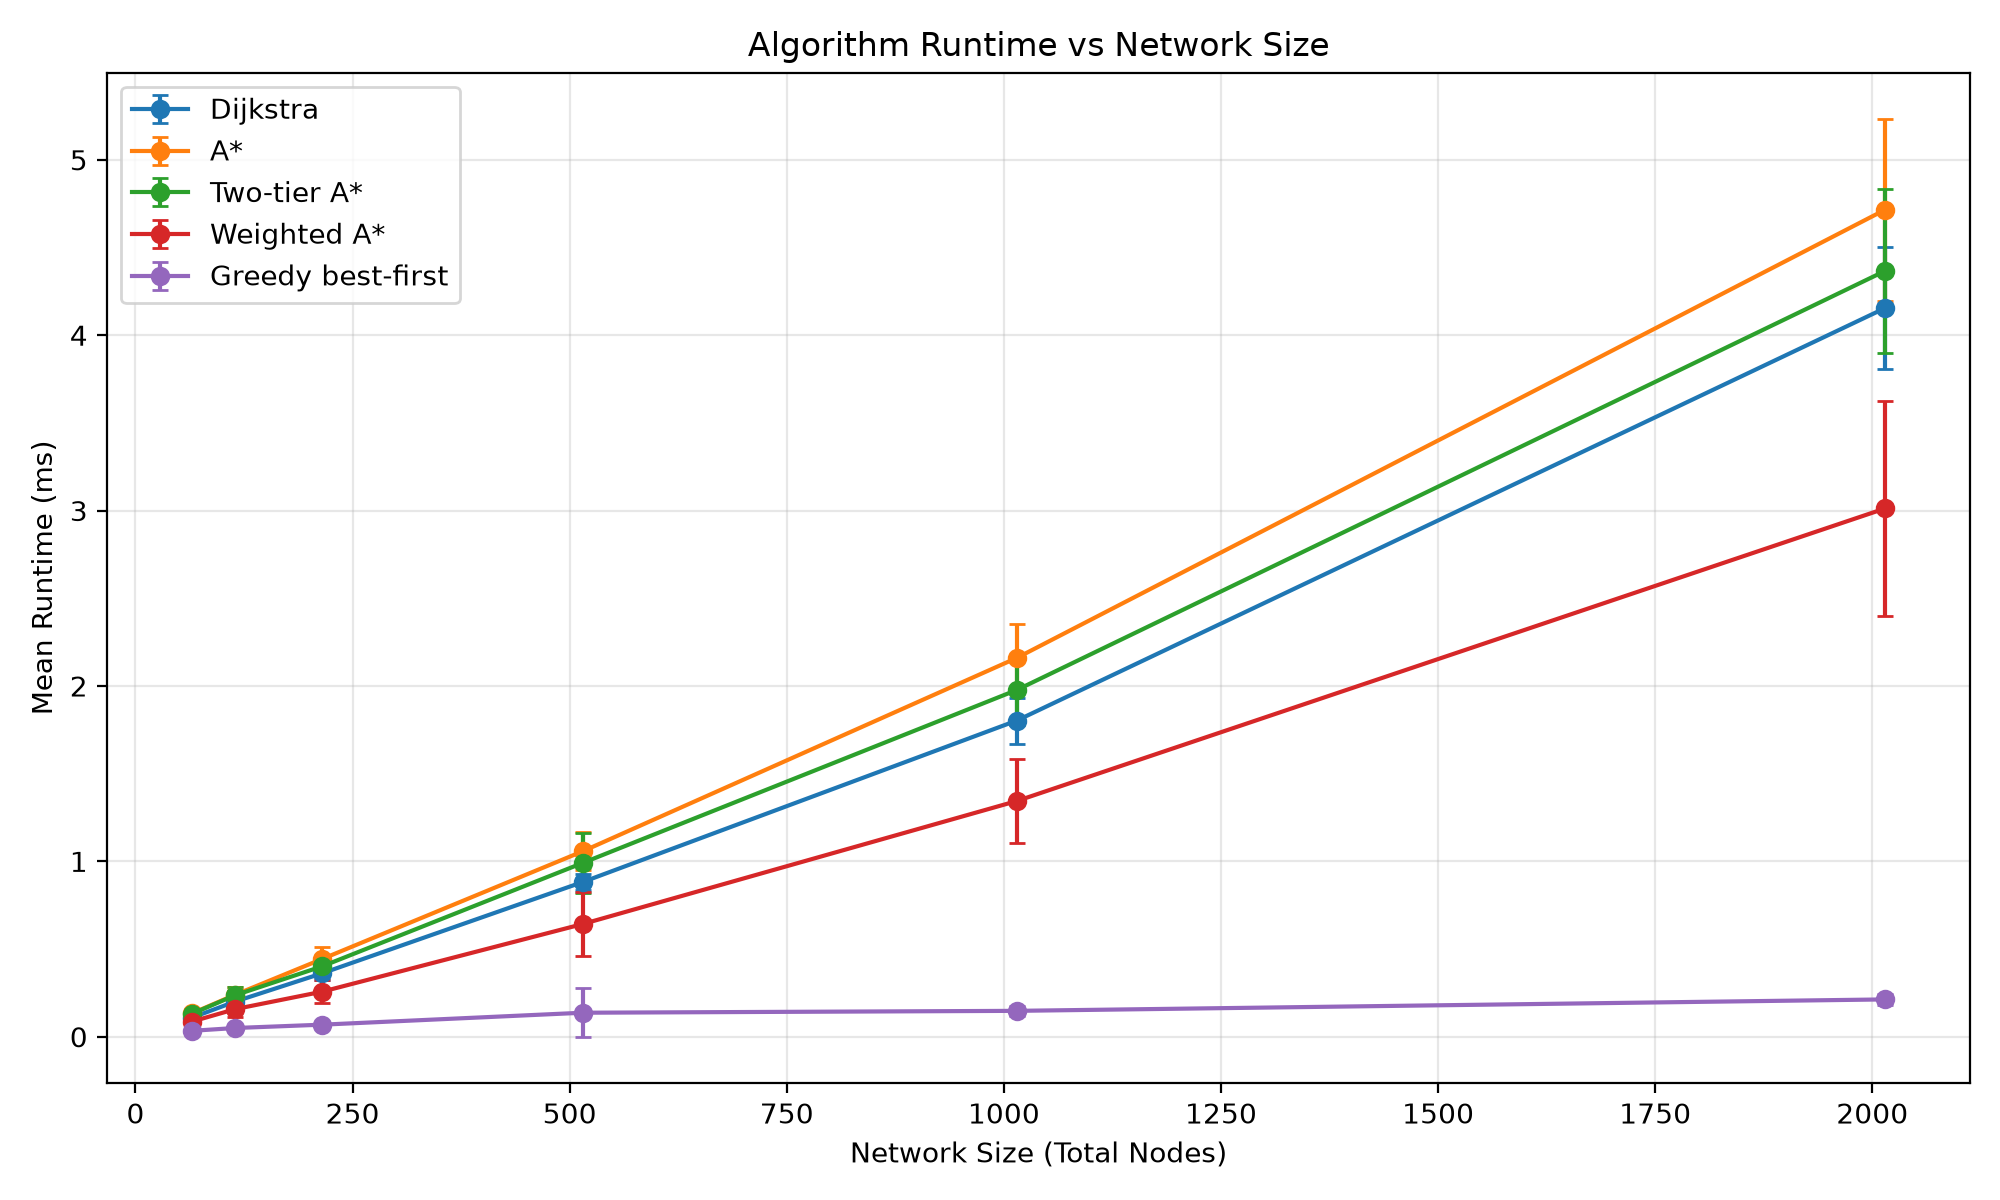 Algorithm Runtime vs Network Size
Dijkstra
A*
Two-tier A*
Weighted A*
Greedy best-first
Mean Runtime (ms)
5
4
3
2
1
0
0 250 500 750 1000 1250 1500 1750 2000
Network Size (Total Nodes)